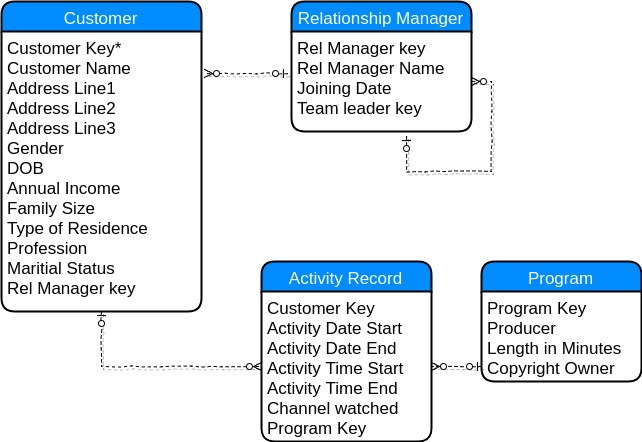 Customer
Customer Key*
Customer Name
Address Line1
Address Line2
Address Line3
Gender
DOB
Annual Income
Family Size
Type of Residence
Profession
Maritial Status
Rel Manager key
Relationship Manager
Rel Manager key
Rel Manager Name
Joining Date
Team leader key
Activity Record
Customer Key
Activity Date Start
Activity Date End
Activity Time Start
Activity Time End
Channel watched
Program Key
Program
Program Key
Producer
Length in Minutes
Copyright Owner